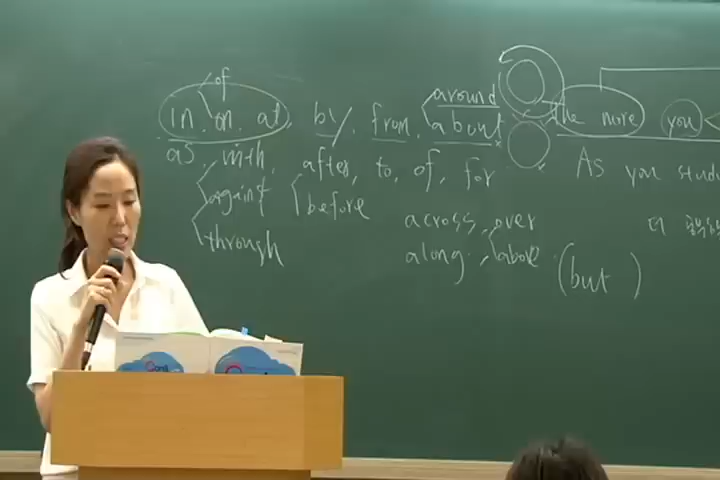 of
around
in, on, at, by, from, about
the more you
as, with, after, to, of, for
As you stud
against before
across, over
through
along, above
(but)
더